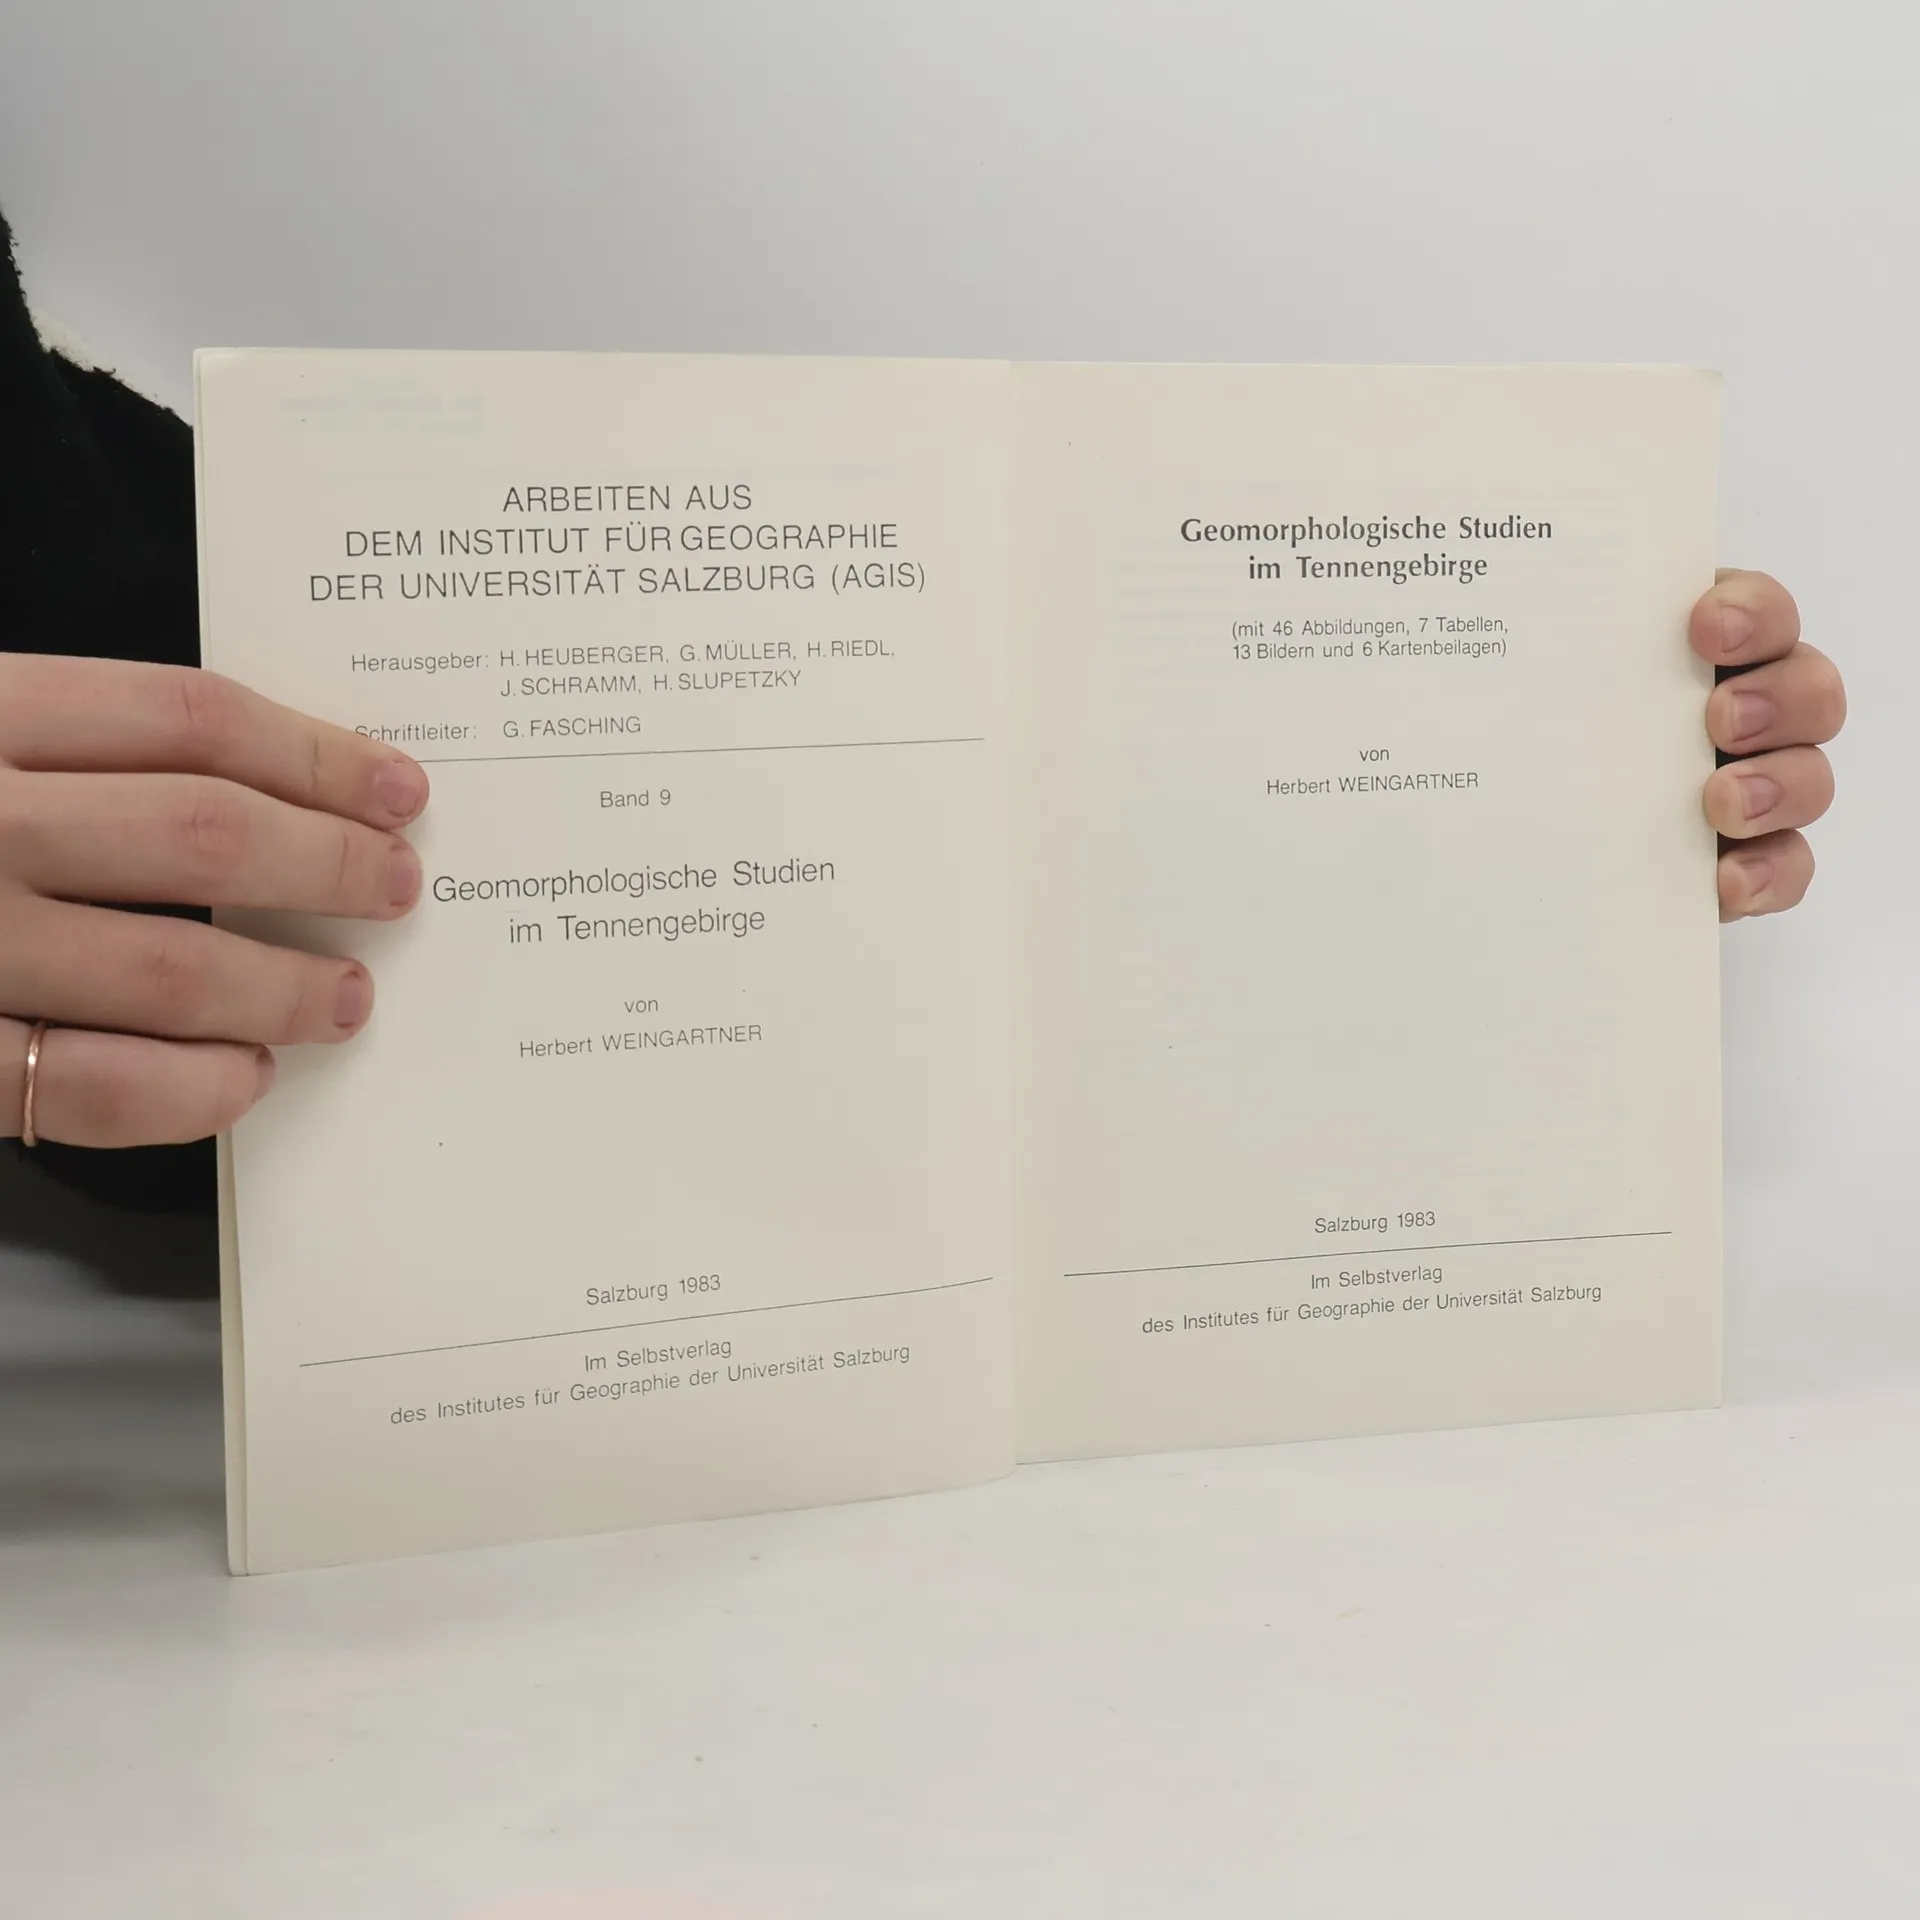 ARBEITEN AUS
DEM INSTITUT FÜR GEOGRAPHIE
DER UNIVERSITÄT SALZBURG (AGIS)
Herausgeber: H. HEUBERGER, G. MÜLLER, H. RIEDL,
J. SCHRAMM, H. SLUPETZKY
Schriftleiter: G. FASCHING
Band 9
Geomorphologische Studien
im Tennengebirge
von
Herbert WEINGARTNER
Salzburg 1983
Im Selbstverlag
des Institutes für Geographie der Universität Salzburg
Geomorphologische Studien
im Tennengebirge
(mit 46 Abbildungen, 7 Tabellen,
13 Bildern und 6 Kartenbeilagen)
von
Herbert WEINGARTNER
Salzburg 1983
Im Selbstverlag
des Institutes für Geographie der Universität Salzburg